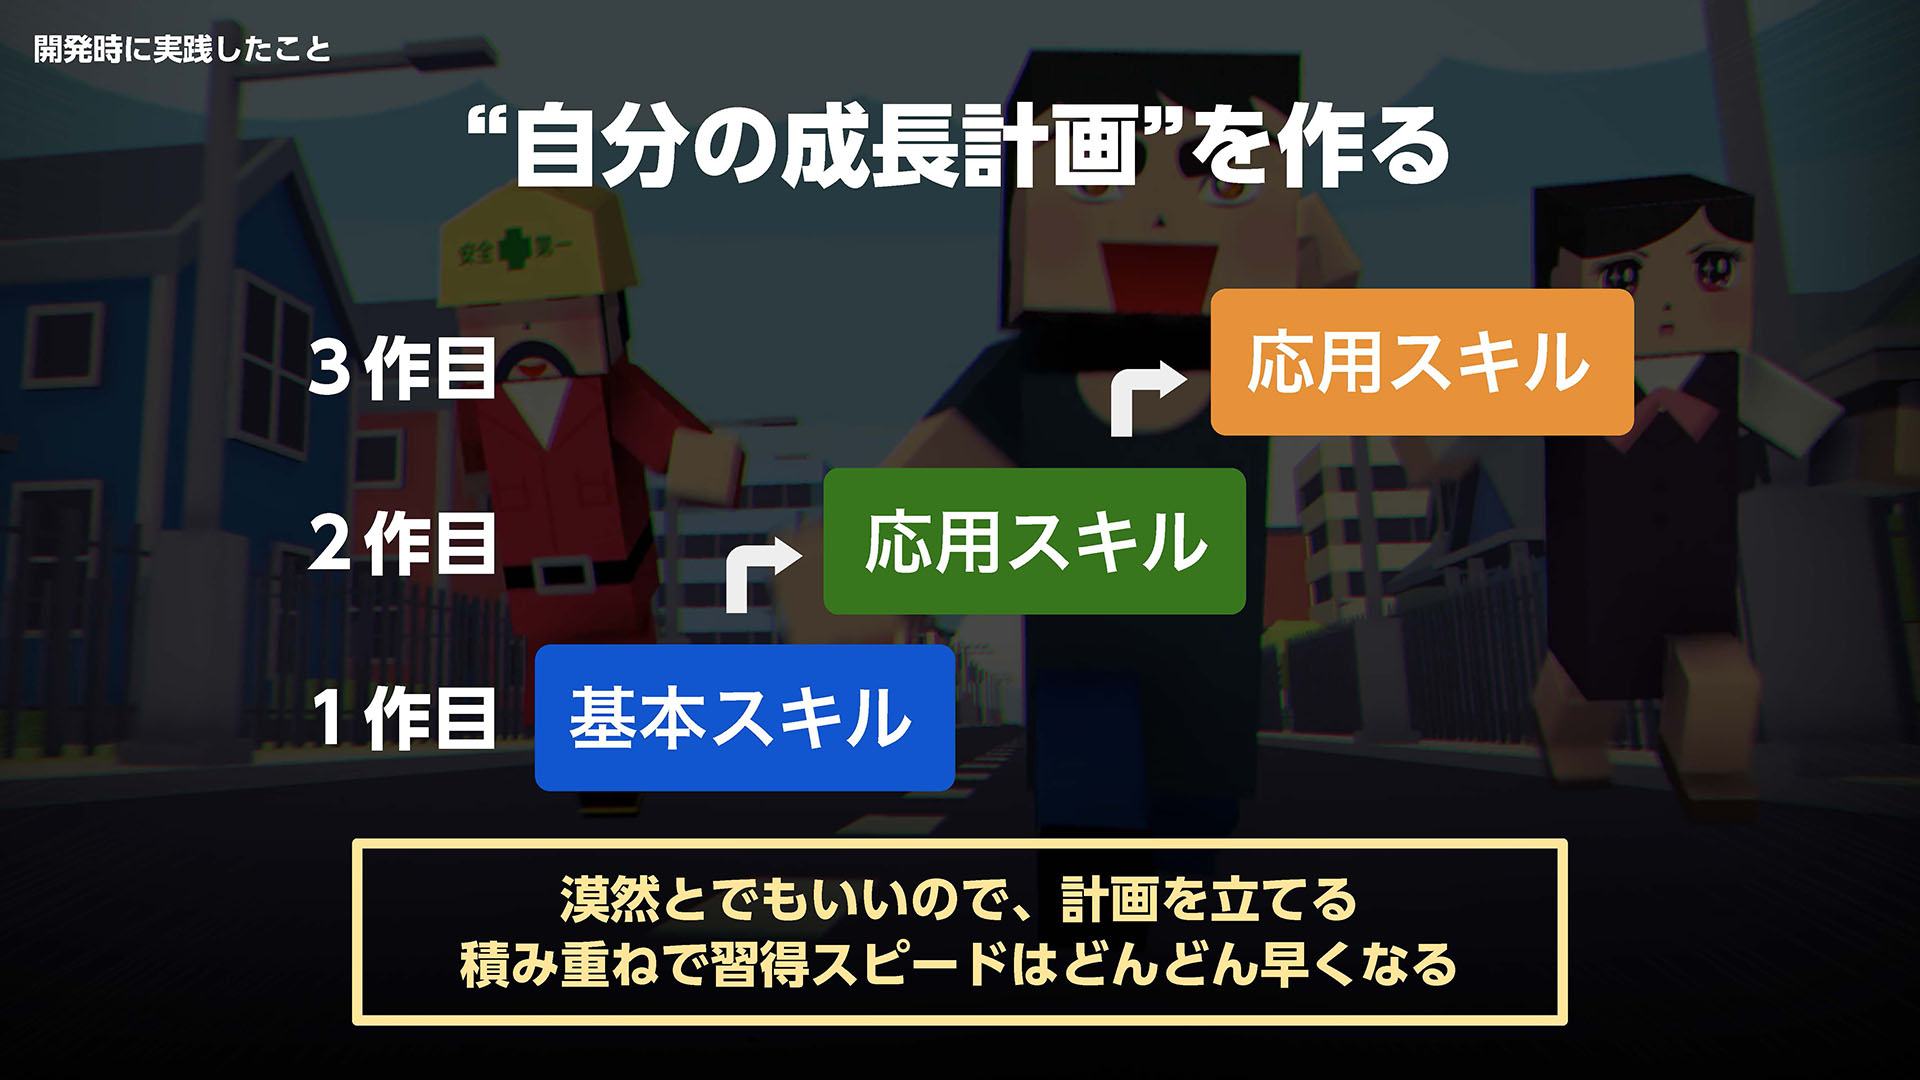 開発時に実践したこと
“自分の成長計画”を作る
安全 第一
3作目
応用スキル
2作目
応用スキル
1作目
基本スキル
漠然とでもいいので、計画を立てる
積み重ねで習得スピードはどんどん早くなる